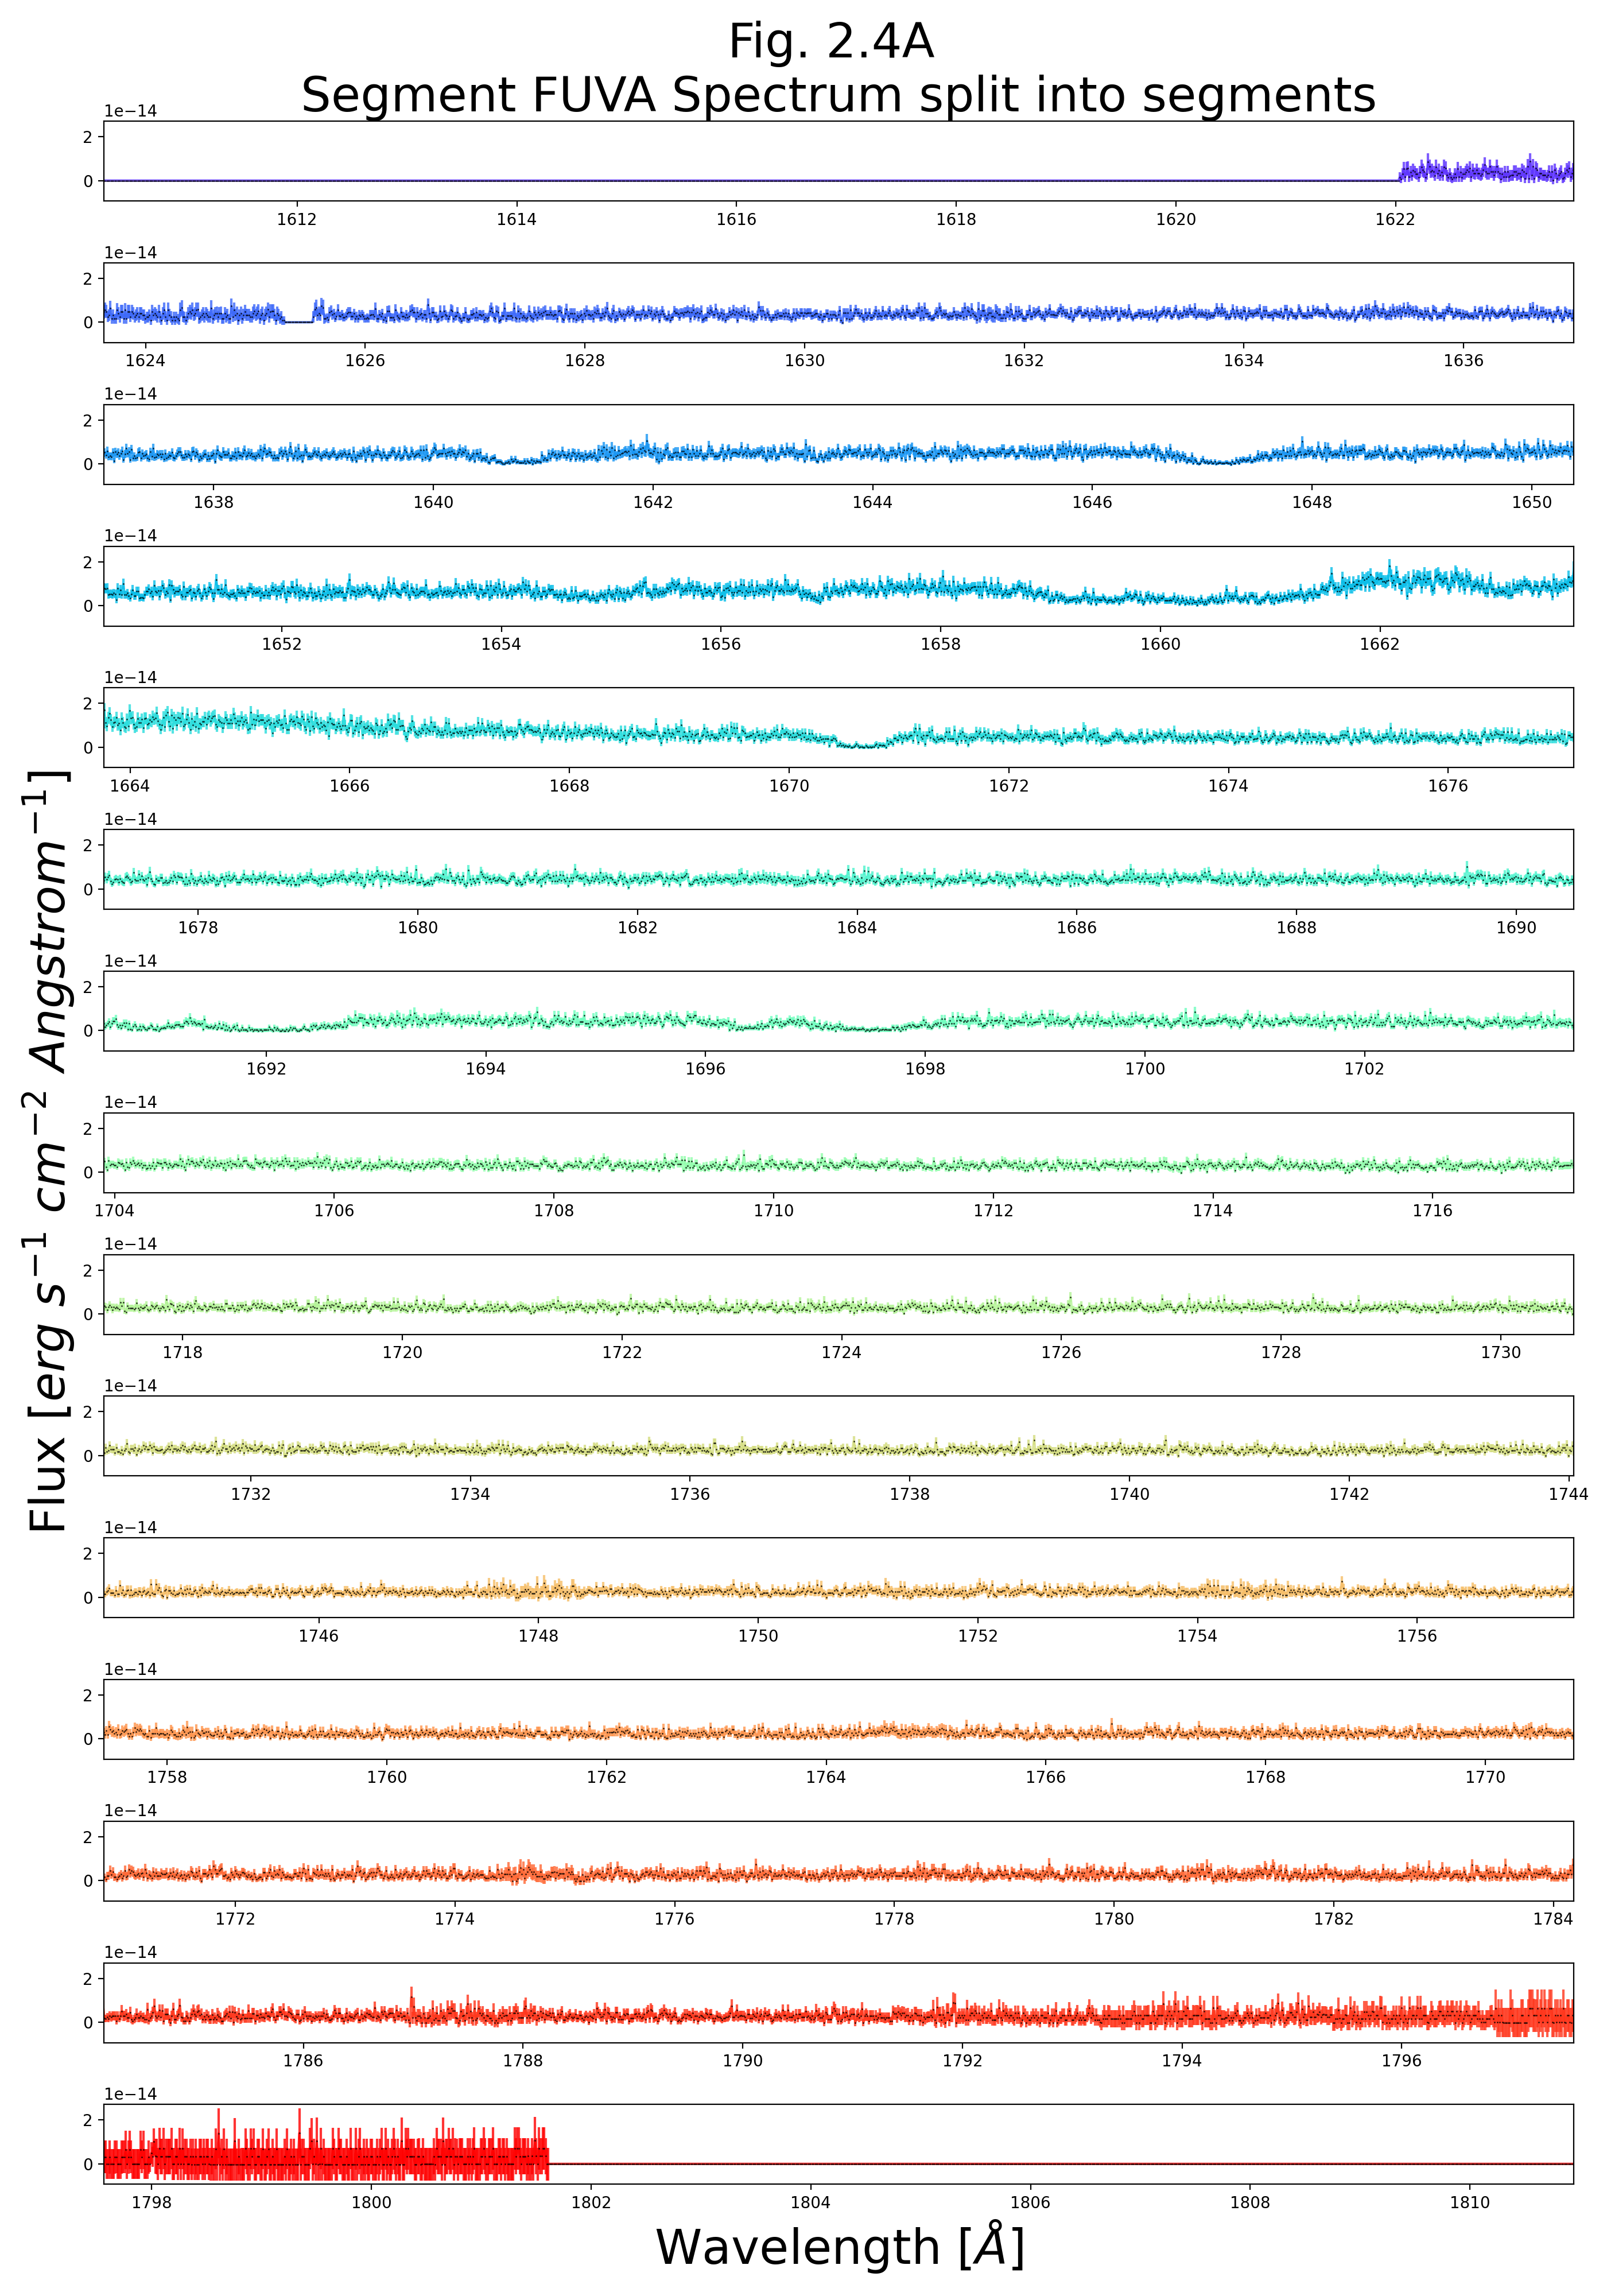 Fig. 2.4A
Segment FUVA Spectrum split into segments
1e−14
2
0
1612 1614 1616 1618 1620 1622
1e−14
2
0
1624 1626 1628 1630 1632 1634 1636
1e−14
2
0
1638 1640 1642 1644 1646 1648 1650
1e−14
2
0
1652 1654 1656 1658 1660 1662
1e−14
2
0
1664 1666 1668 1670 1672 1674 1676
1e−14
2
0
1678 1680 1682 1684 1686 1688 1690
1e−14
2
0
1692 1694 1696 1698 1700 1702
1e−14
2
0
1704 1706 1708 1710 1712 1714 1716
1e−14
2
0
1718 1720 1722 1724 1726 1728 1730
1e−14
2
0
1732 1734 1736 1738 1740 1742 1744
1e−14
2
0
1746 1748 1750 1752 1754 1756
1e−14
2
0
1758 1760 1762 1764 1766 1768 1770
1e−14
2
0
1772 1774 1776 1778 1780 1782 1784
1e−14
2
0
1786 1788 1790 1792 1794 1796
1e−14
2
0
1798 1800 1802 1804 1806 1808 1810
Wavelength [Å]
Flux [erg s⁻¹ cm⁻² Angstrom⁻¹]